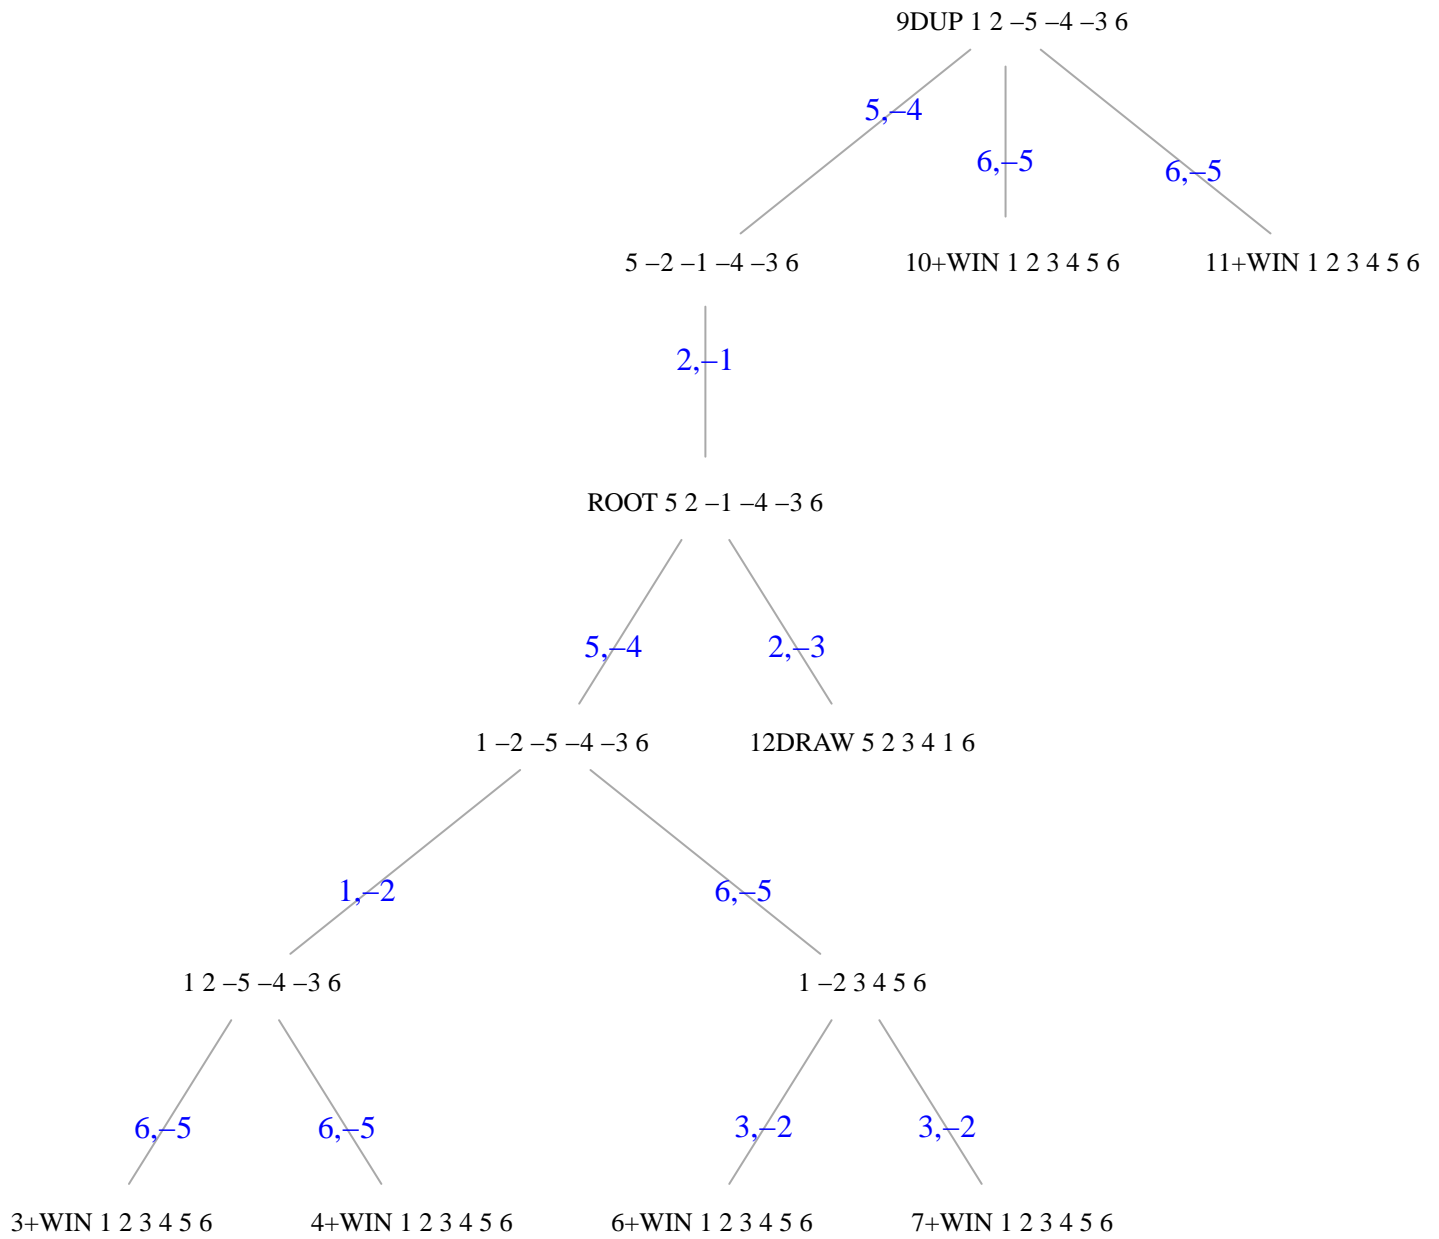 9DUP 1 2 –5 –4 –3 6
5,–4
6,–5
6,–5
5 –2 –1 –4 –3 6
10+WIN 1 2 3 4 5 6
11+WIN 1 2 3 4 5 6
2,–1
ROOT 5 2 –1 –4 –3 6
5,–4
2,–3
1 –2 –5 –4 –3 6
12DRAW 5 2 3 4 1 6
1,–2
6,–5
1 2 –5 –4 –3 6
1 –2 3 4 5 6
6,–5
6,–5
3,–2
3,–2
3+WIN 1 2 3 4 5 6
4+WIN 1 2 3 4 5 6
6+WIN 1 2 3 4 5 6
7+WIN 1 2 3 4 5 6